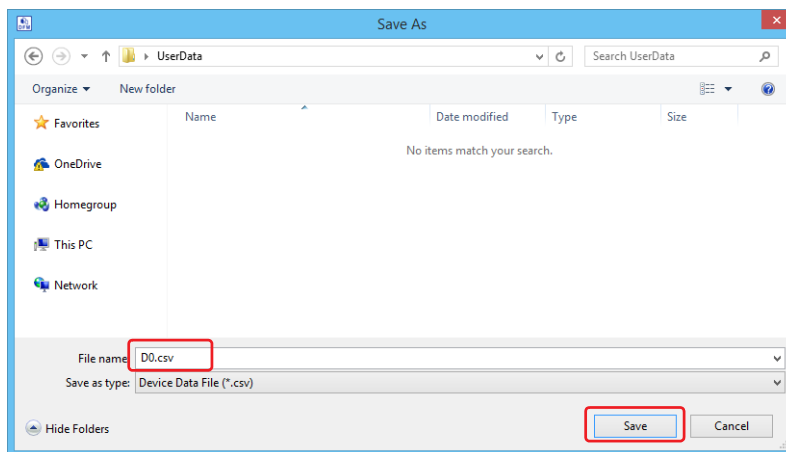 Save As
UserData
Search UserData
Organize
New folder
Name
Date modified
Type
Size
No items match your search.
Favorites
OneDrive
Homegroup
This PC
Network
File name
D0.csv
Save as type: Device Data File (*.csv)
Hide Folders
Save
Cancel